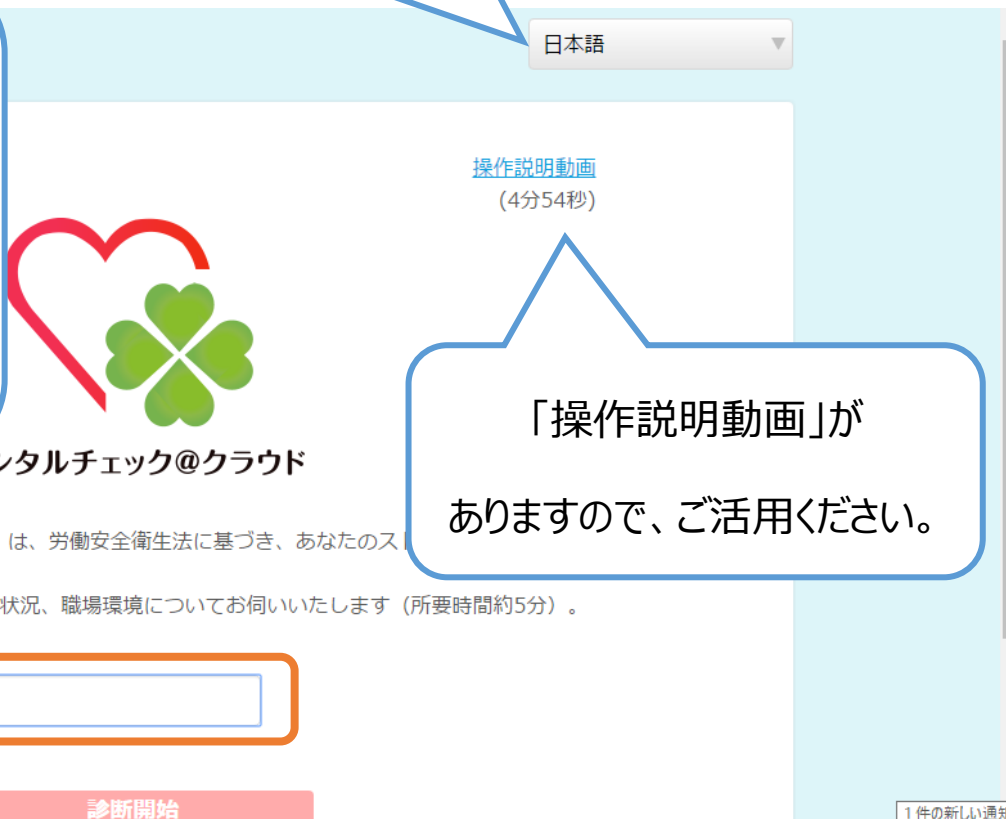 日本語
操作説明動画
(4分54秒)
「操作説明動画」が
ありますので、ご活用ください。
ンタルチェック＠クラウド
は、労働安全衛生法に基づき、あなたのス
状況、職場環境についてお伺いいたします（所要時間約5分）。
診断開始
1 件の新しい通知